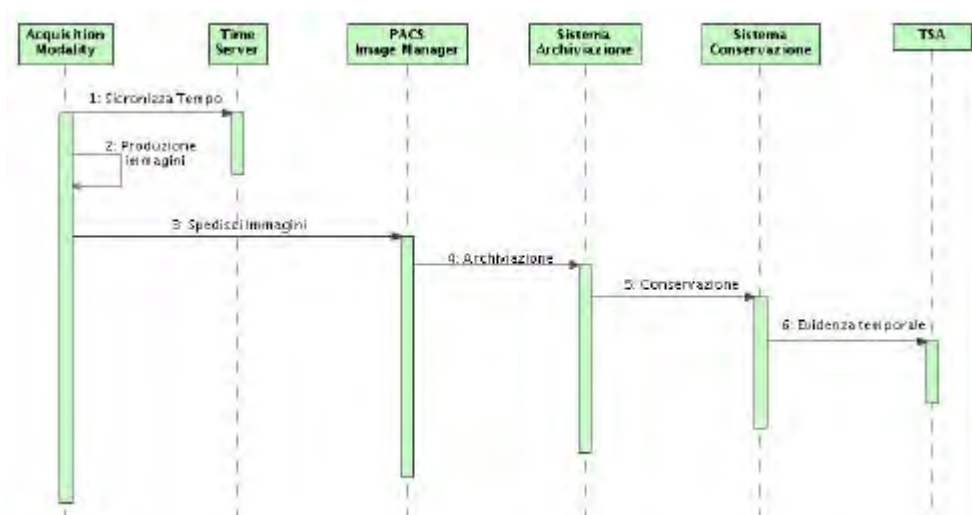 Acquisition
Modality
Time
Server
PACS
Image Manager
Sistema
Archiviazione
Sistema
Conservazione
TSA
1: Sicronizza Tempo
2: Produzione
immagini
3: Spedisci Immagini
4: Archiviazione
5: Conservazione
6: Evidenza temporale